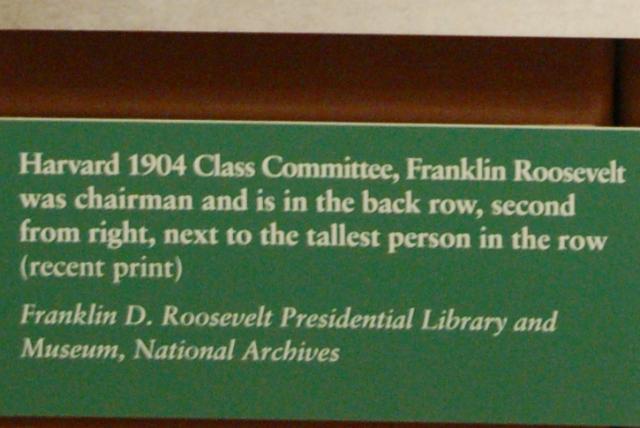 Harvard 1904 Class Committee, Franklin Roosevelt
was chairman and is in the back row, second
from right, next to the tallest person in the row
(recent print)
Franklin D. Roosevelt Presidential Library and
Museum, National Archives